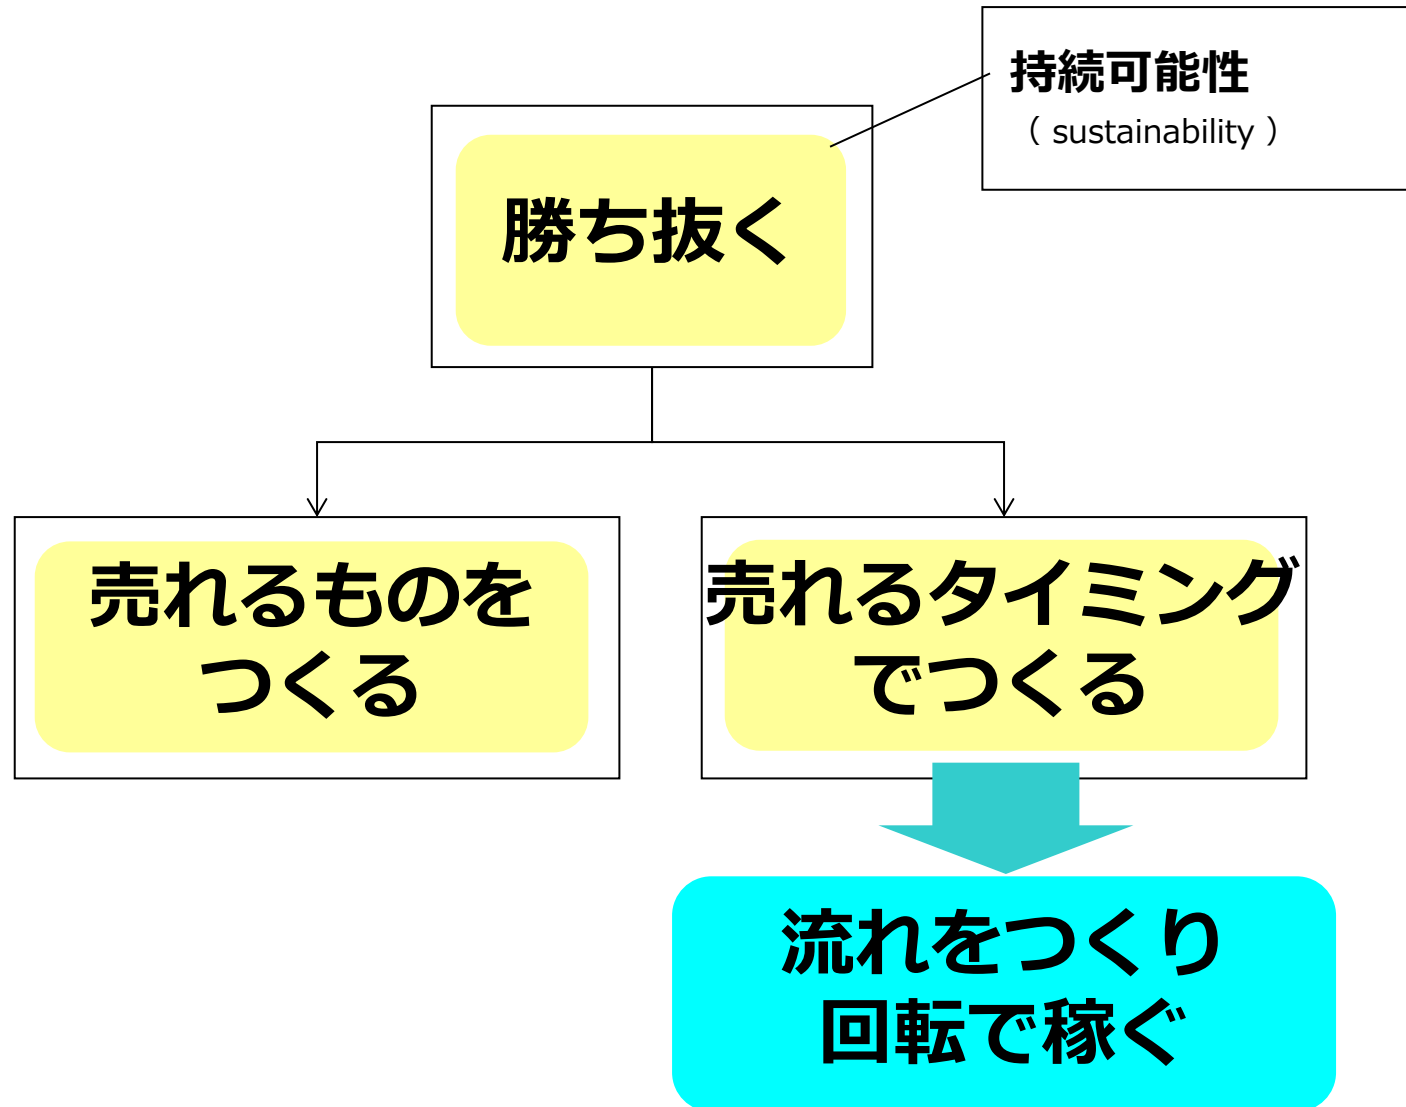 持続可能性
（ sustainability ）
勝ち抜く
売れるものを
つくる
売れるタイミング
でつくる
流れをつくり
回転で稼ぐ